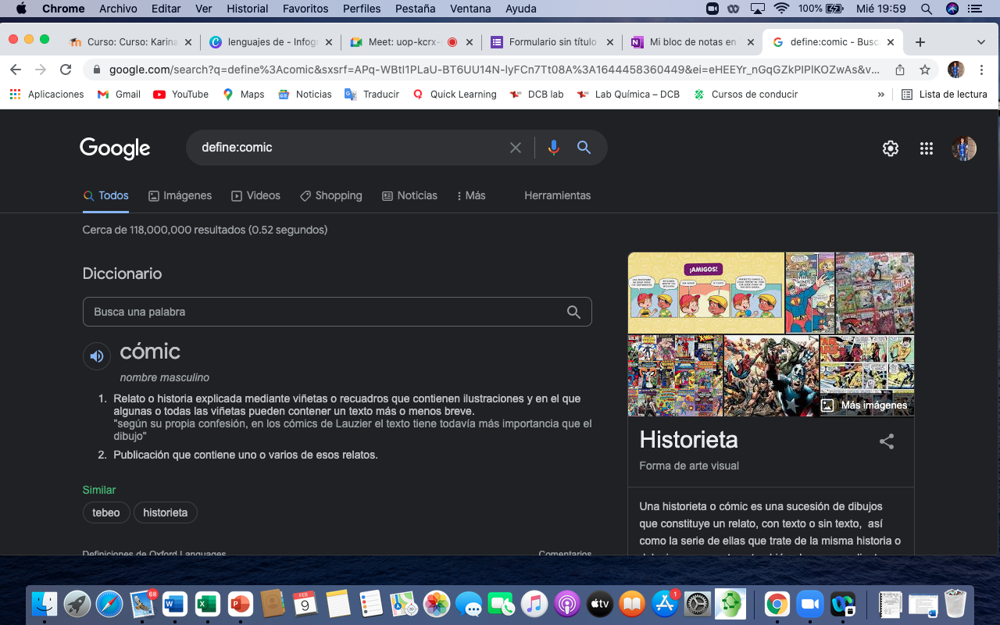 Chrome Archivo Editar Ver Historial Favoritos Perfiles Pestaña Ventana Ayuda 100% Mié 19:59
Curso: Curso: Karina lenguajes de - Infog Meet: uop-kcrx- Formulario sin título Mi bloc de notas en define:comic - Busc
google.com/search?q=define%3Acomic&sxsrf=APq-WBtI1PLaU-BT6UU14N-IyFCn7Tt08A%3A1644458360449&ei=eHEEYr_nGqGZkPIPlKOZwAs&v...
Aplicaciones Gmail YouTube Maps Noticias Traducir Quick Learning DCB lab Lab Química – DCB Cursos de conducir » Lista de lectura
Google define:comic
Todos Imágenes Videos Shopping Noticias Más Herramientas
Cerca de 118,000,000 resultados (0.52 segundos)
Diccionario
Busca una palabra
cómic
nombre masculino
1. Relato o historia explicada mediante viñetas o recuadros que contienen ilustraciones y en el que
algunas o todas las viñetas pueden contener un texto más o menos breve.
"según su propia confesión, en los cómics de Lauzier el texto tiene todavía más importancia que el
dibujo"
2. Publicación que contiene uno o varios de esos relatos.
Similar
tebeo historieta
Definiciones de Oxford Languages Comentarios
¡AMIGOS!
Más imágenes
Historieta
Forma de arte visual
Una historieta o cómic es una sucesión de dibujos
que constituye un relato, con texto o sin texto, así
como la serie de ellas que trate de la misma historia o
68 FEB 9 tv 1